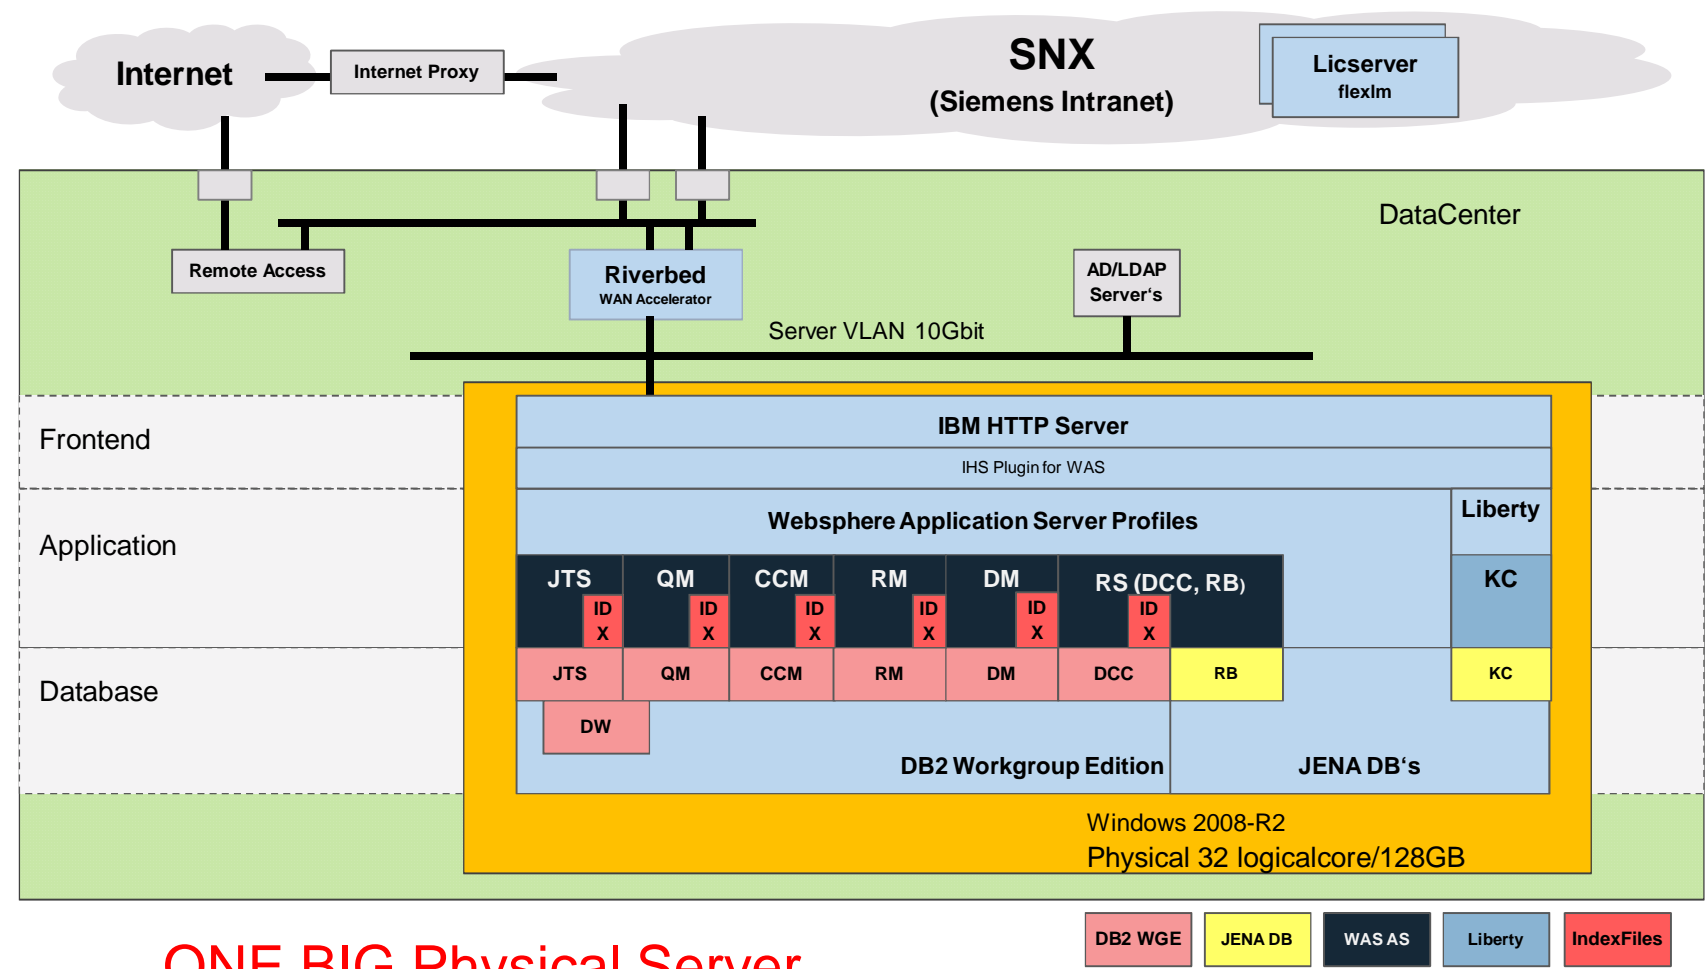 Internet
Internet Proxy
SNX
(Siemens Intranet)
Licserver
flexlm
DataCenter
Remote Access
Riverbed
WAN Accelerator
AD/LDAP
Server‘s
Server VLAN 10Gbit
Frontend
IBM HTTP Server
IHS Plugin for WAS
Application
Websphere Application Server Profiles
Liberty
JTS
QM
CCM
RM
DM
RS (DCC, RB)
KC
ID
X
ID
X
ID
X
ID
X
ID
X
ID
X
Database
JTS
QM
CCM
RM
DM
DCC
RB
KC
DW
DB2 Workgroup Edition
JENA DB‘s
Windows 2008-R2
Physical 32 logicalcore/128GB
DB2 WGE
JENA DB
WAS AS
Liberty
IndexFiles
ONE BIG Physical Server